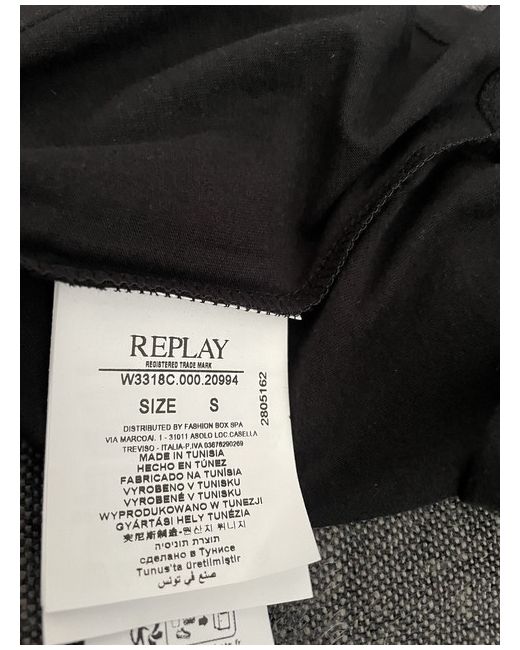 REPLAY
REGISTERED TRADE MARK
W3318C.000.20994
SIZE S
2805162
DISTRIBUTED BY FASHION BOX SPA
VIA MARCOAI. 1 - 31011 ASOLO LOC.CASELLA
TREVISO - ITALIA-P.IVA 03676290269
MADE IN TUNISIA
HECHO EN TÚNEZ
FABRICADO NA TUNÍSIA
VYROBENO V TUNISKU
VYROBENÉ V TUNISKU
WYPRODUKOWANO W TUNEZJI
GYÁRTÁSI HELY TUNÉZIA
突尼斯制造-원산지 튀니지
תוצרת תוניסיה
сделано в Тунисе
Tunus'ta üretilmiştir
صنع في تونس